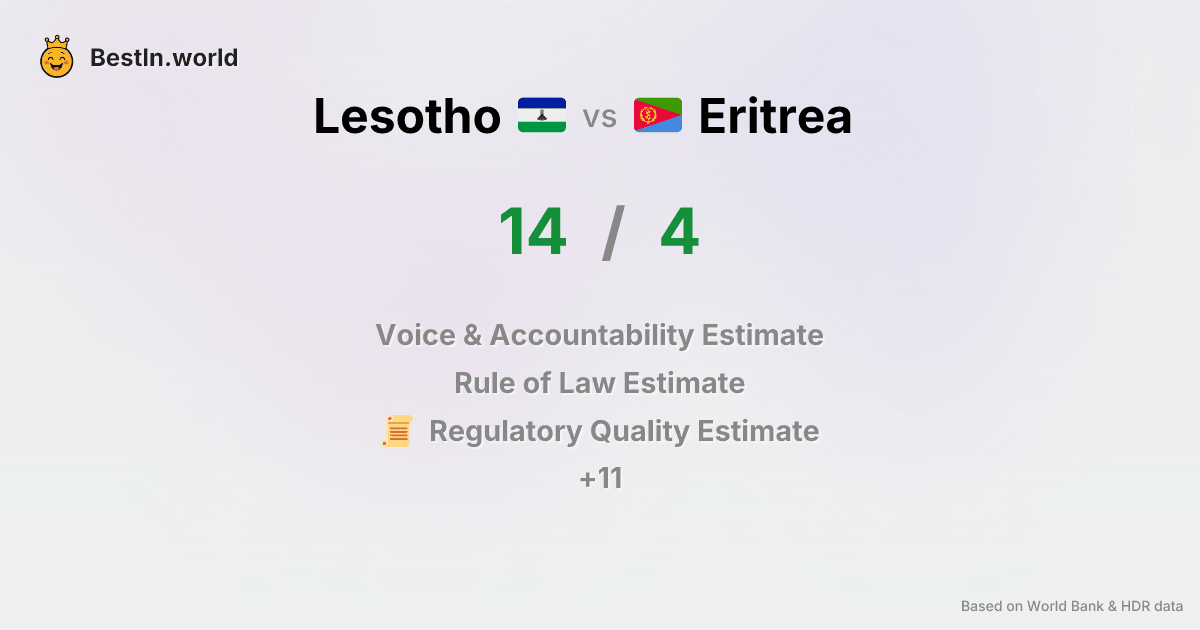 BestIn.world
Lesotho vs Eritrea
14 / 4
Voice & Accountability Estimate
Rule of Law Estimate
Regulatory Quality Estimate
+11
Based on World Bank & HDR data